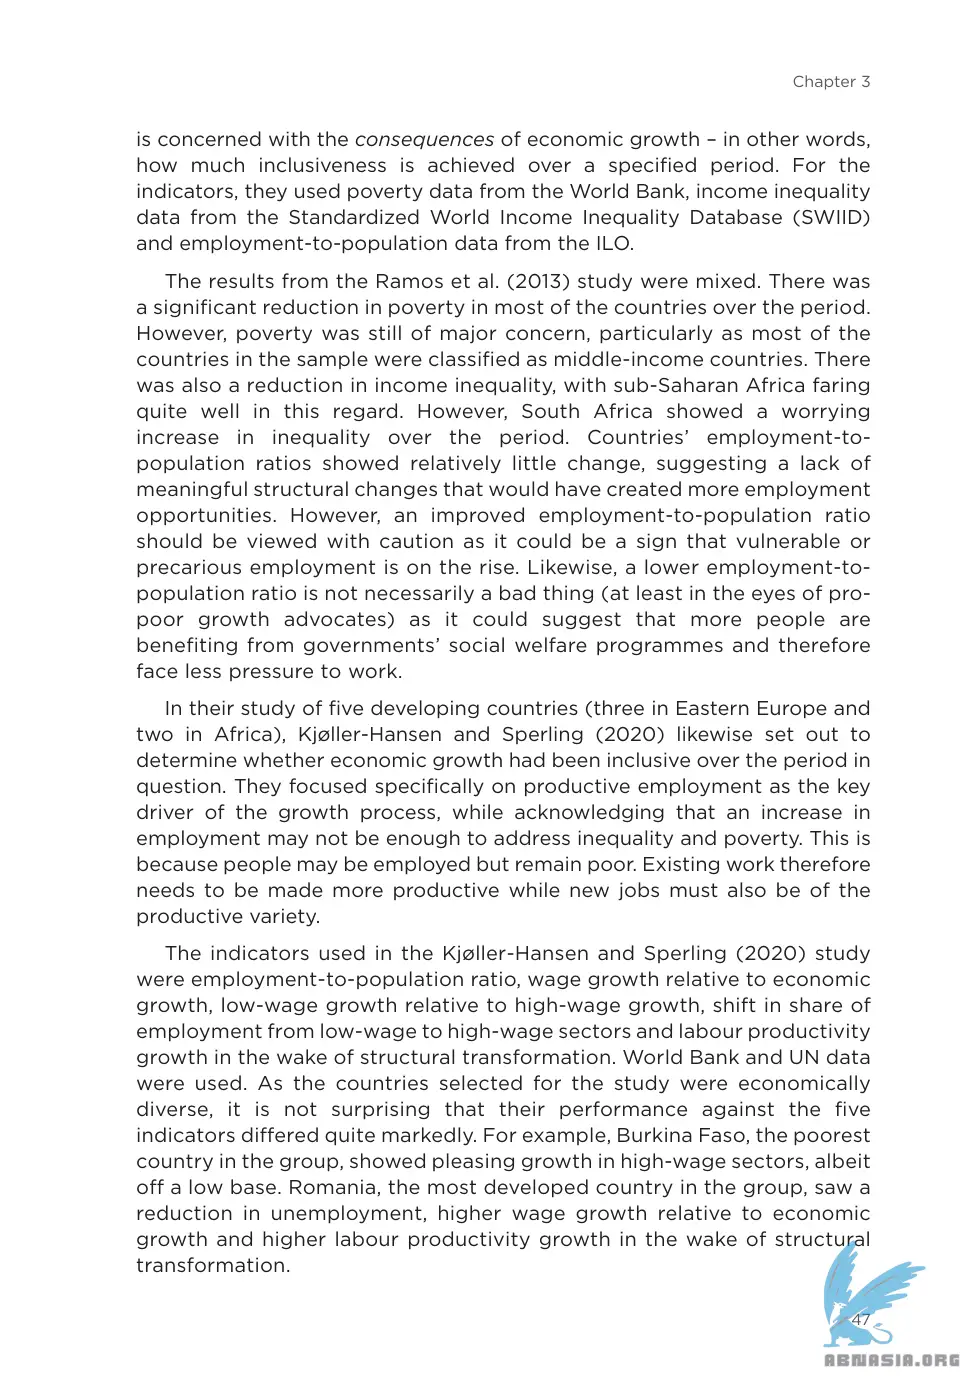 Chapter 3
is concerned with the consequences of economic growth – in other words,
how much inclusiveness is achieved over a specified period. For the
indicators, they used poverty data from the World Bank, income inequality
data from the Standardized World Income Inequality Database (SWIID)
and employment-to-population data from the ILO.
The results from the Ramos et al. (2013) study were mixed. There was
a significant reduction in poverty in most of the countries over the period.
However, poverty was still of major concern, particularly as most of the
countries in the sample were classified as middle-income countries. There
was also a reduction in income inequality, with sub-Saharan Africa faring
quite well in this regard. However, South Africa showed a worrying
increase in inequality over the period. Countries’ employment-to-
population ratios showed relatively little change, suggesting a lack of
meaningful structural changes that would have created more employment
opportunities. However, an improved employment-to-population ratio
should be viewed with caution as it could be a sign that vulnerable or
precarious employment is on the rise. Likewise, a lower employment-to-
population ratio is not necessarily a bad thing (at least in the eyes of pro-
poor growth advocates) as it could suggest that more people are
benefiting from governments’ social welfare programmes and therefore
face less pressure to work.
In their study of five developing countries (three in Eastern Europe and
two in Africa), Kjøller-Hansen and Sperling (2020) likewise set out to
determine whether economic growth had been inclusive over the period in
question. They focused specifically on productive employment as the key
driver of the growth process, while acknowledging that an increase in
employment may not be enough to address inequality and poverty. This is
because people may be employed but remain poor. Existing work therefore
needs to be made more productive while new jobs must also be of the
productive variety.
The indicators used in the Kjøller-Hansen and Sperling (2020) study
were employment-to-population ratio, wage growth relative to economic
growth, low-wage growth relative to high-wage growth, shift in share of
employment from low-wage to high-wage sectors and labour productivity
growth in the wake of structural transformation. World Bank and UN data
were used. As the countries selected for the study were economically
diverse, it is not surprising that their performance against the five
indicators differed quite markedly. For example, Burkina Faso, the poorest
country in the group, showed pleasing growth in high-wage sectors, albeit
off a low base. Romania, the most developed country in the group, saw a
reduction in unemployment, higher wage growth relative to economic
growth and higher labour productivity growth in the wake of structural
transformation.
47
ABNASIA.ORG